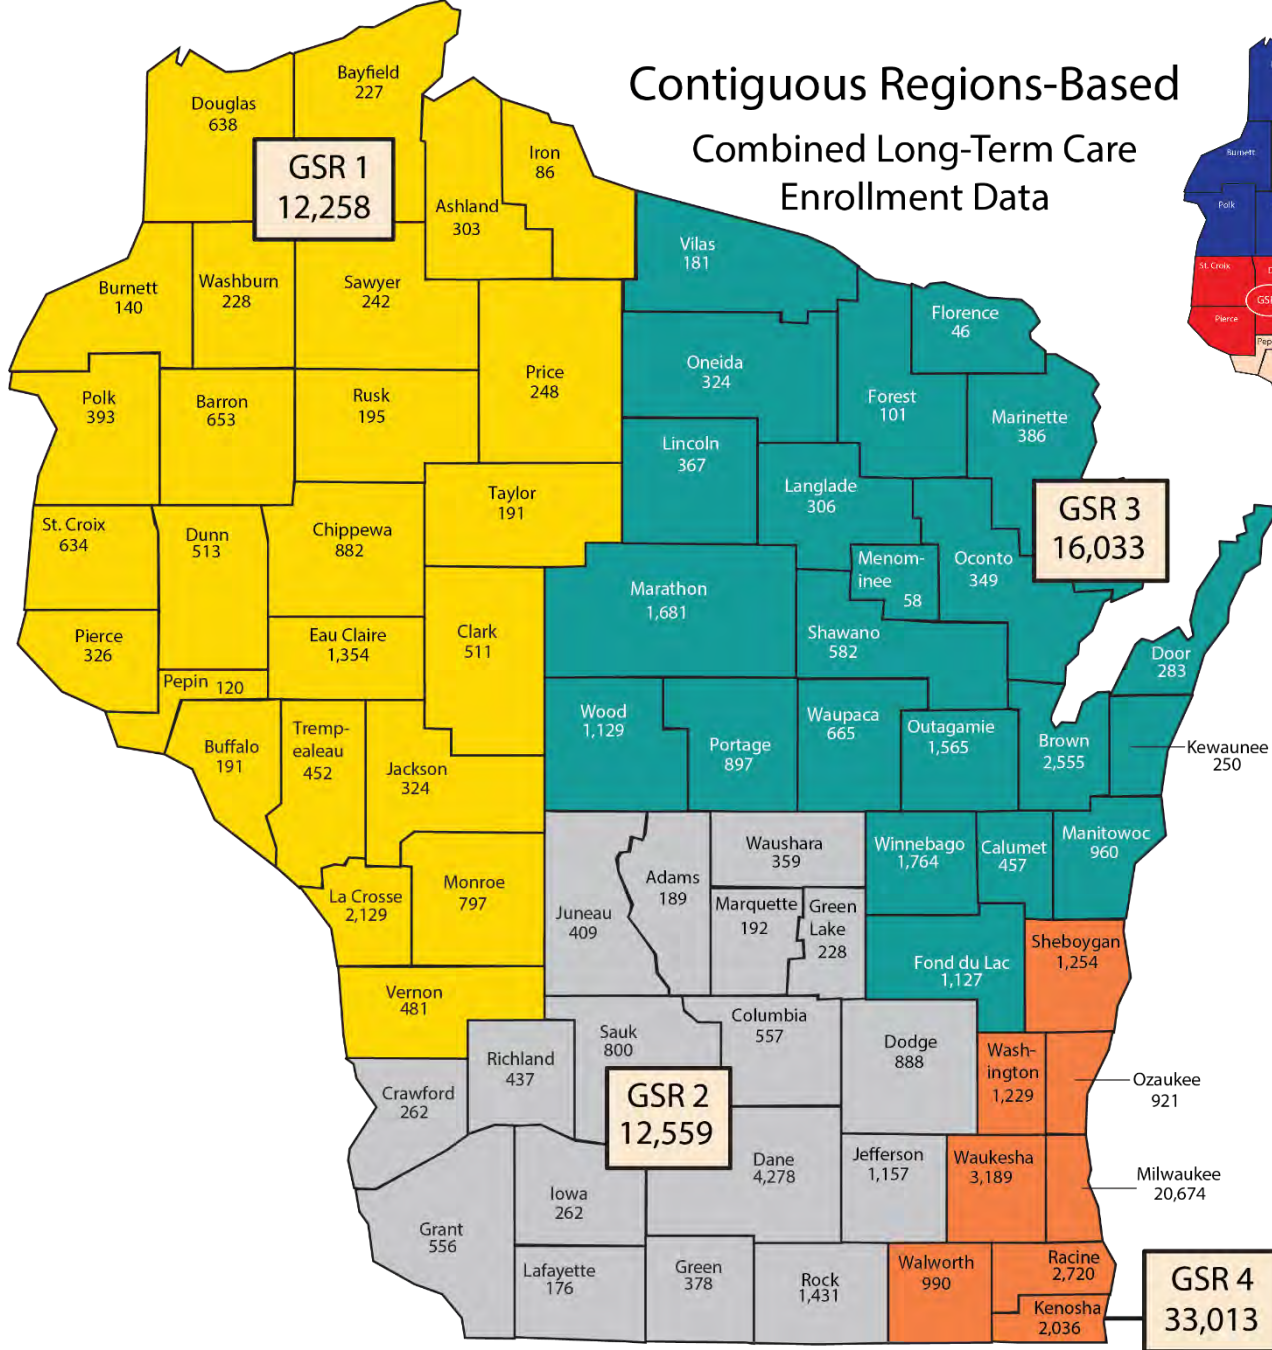 Contiguous Regions-Based
Combined Long-Term Care
Enrollment Data
Douglas
638
Bayfield
227
GSR 1
12,258
Iron
86
Ashland
303
Burnett
140
Washburn
228
Sawyer
242
Price
248
Polk
393
Barron
653
Rusk
195
Taylor
191
St. Croix
634
Dunn
513
Chippewa
882
Pierce
326
Eau Claire
1,354
Clark
511
Pepin 120
Buffalo
191
Tremp-
ealeau
452
Jackson
324
La Crosse
2,129
Monroe
797
Vernon
481
Vilas
181
Florence
46
Oneida
324
Forest
101
Marinette
386
Lincoln
367
Langlade
306
GSR 3
16,033
Menom-
inee
58
Oconto
349
Marathon
1,681
Shawano
582
Door
283
Wood
1,129
Portage
897
Waupaca
665
Outagamie
1,565
Brown
2,555
Kewaunee
250
Winnebago
1,764
Calumet
457
Manitowoc
960
Fond du Lac
1,127
Juneau
409
Adams
189
Waushara
359
Marquette
192
Green
Lake
228
Sauk
800
Columbia
557
Dodge
888
Richland
437
Crawford
262
GSR 2
12,559
Dane
4,278
Jefferson
1,157
Grant
556
Iowa
262
Lafayette
176
Green
378
Rock
1,431
Sheboygan
1,254
Wash-
ington
1,229
Ozaukee
921
Waukesha
3,189
Milwaukee
20,674
Walworth
990
Racine
2,720
Kenosha
2,036
GSR 4
33,013
Burnett
Polk
St. Croix
Pierce